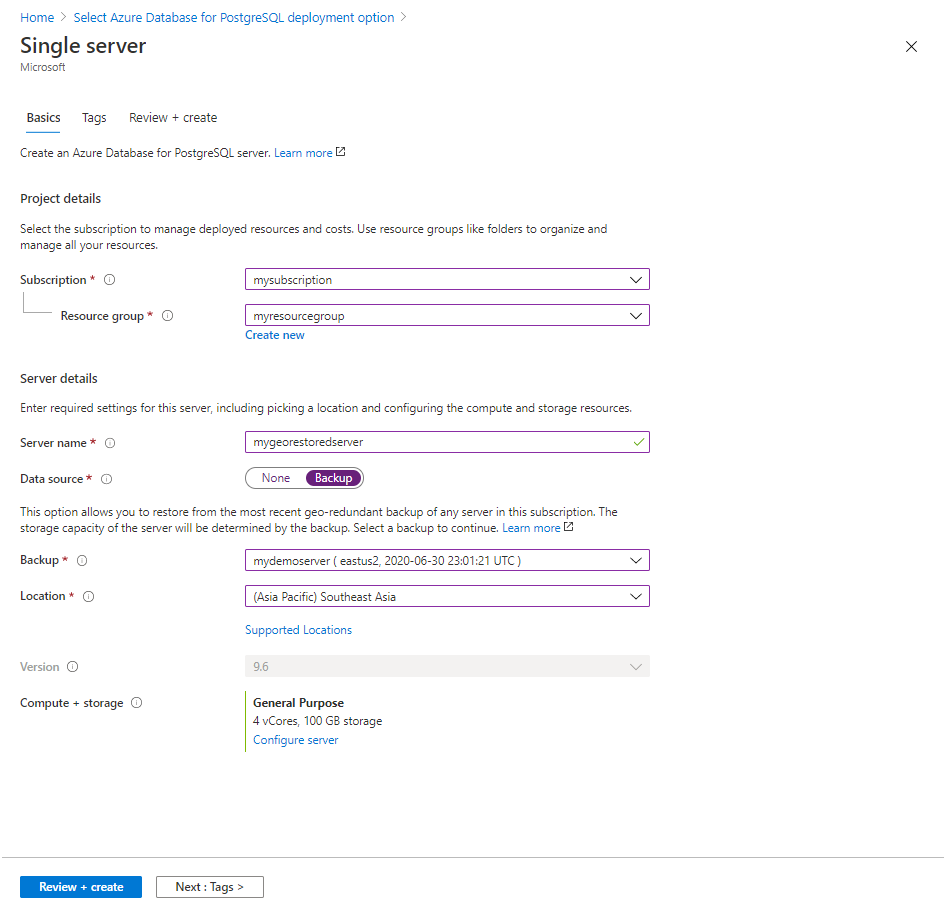 Home > Select Azure Database for PostgreSQL deployment option >
Single server
Microsoft
Basics Tags Review + create
Create an Azure Database for PostgreSQL server. Learn more
Project details
Select the subscription to manage deployed resources and costs. Use resource groups like folders to organize and
manage all your resources.
Subscription * mysubscription
Resource group * myresourcegroup
Create new
Server details
Enter required settings for this server, including picking a location and configuring the compute and storage resources.
Server name * mygeorestoredserver
Data source * None Backup
This option allows you to restore from the most recent geo-redundant backup of any server in this subscription. The
storage capacity of the server will be determined by the backup. Select a backup to continue. Learn more
Backup * mydemoserver ( eastus2, 2020-06-30 23:01:21 UTC )
Location * (Asia Pacific) Southeast Asia
Supported Locations
Version 9.6
Compute + storage General Purpose
4 vCores, 100 GB storage
Configure server
Review + create Next : Tags >